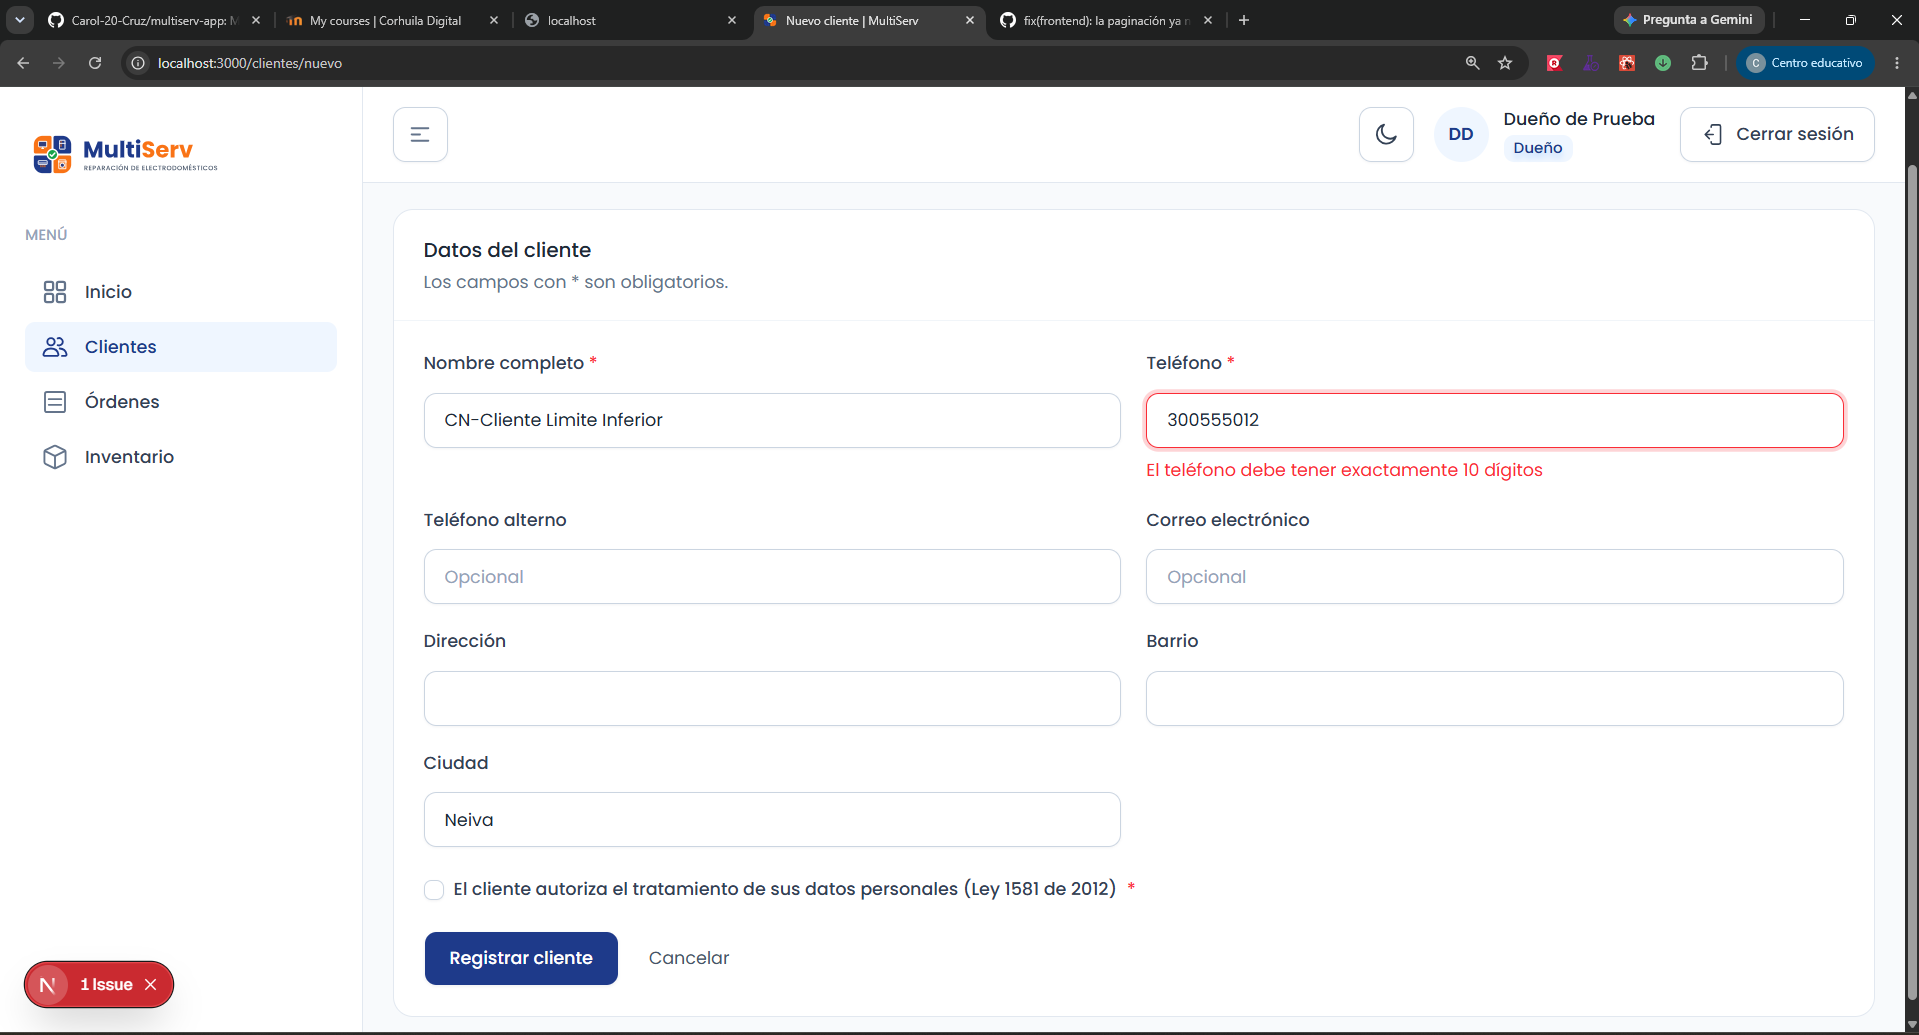 Carol-20-Cruz/multiserv-app: M
My courses | Corhuila Digital
localhost
Nuevo cliente | MultiServ
fix(frontend): la paginación ya n
Pregunta a Gemini
localhost:3000/clientes/nuevo
C
Centro educativo
MultiServ
REPARACIÓN DE ELECTRODOMÉSTICOS
DD
Dueño de Prueba
Dueño
Cerrar sesión
MENÚ
Inicio
Clientes
Órdenes
Inventario
Datos del cliente
Los campos con * son obligatorios.
Nombre completo *
Teléfono *
CN-Cliente Limite Inferior
300555012
El teléfono debe tener exactamente 10 dígitos
Teléfono alterno
Correo electrónico
Opcional
Opcional
Dirección
Barrio
Ciudad
Neiva
El cliente autoriza el tratamiento de sus datos personales (Ley 1581 de 2012) *
Registrar cliente
Cancelar
N
1 Issue